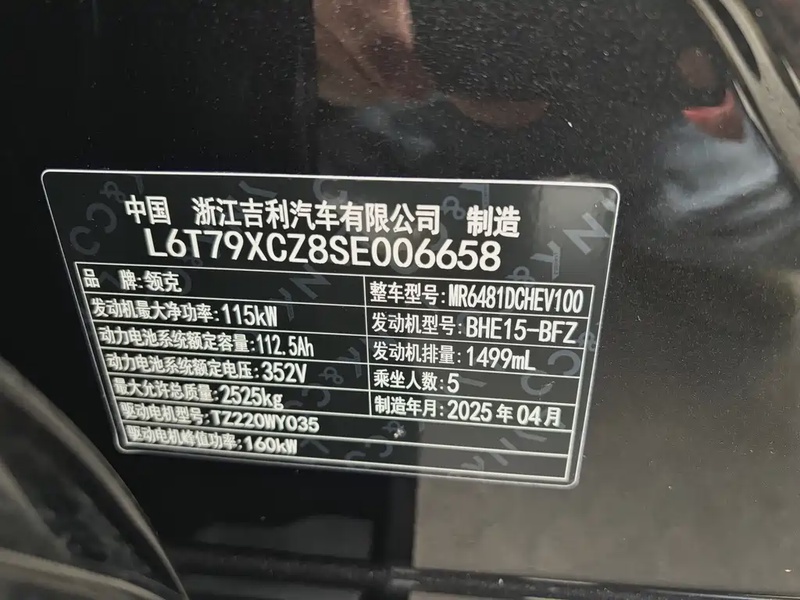 中国 浙江吉利汽车有限公司 制造
L6T79XCZ8SE006658
品 牌:领克
整车型号:MR6481DCHEV100
发动机最大净功率:115kW
发动机型号:BHE15-BFZ
动力电池系统额定容量:112.5Ah
发动机排量:1499mL
动力电池系统额定电压:352V
乘坐人数:5
最大允许总质量:2525kg
制造年月:2025年04月
驱动电机型号:TZ220WY035
驱动电机峰值功率:160kW